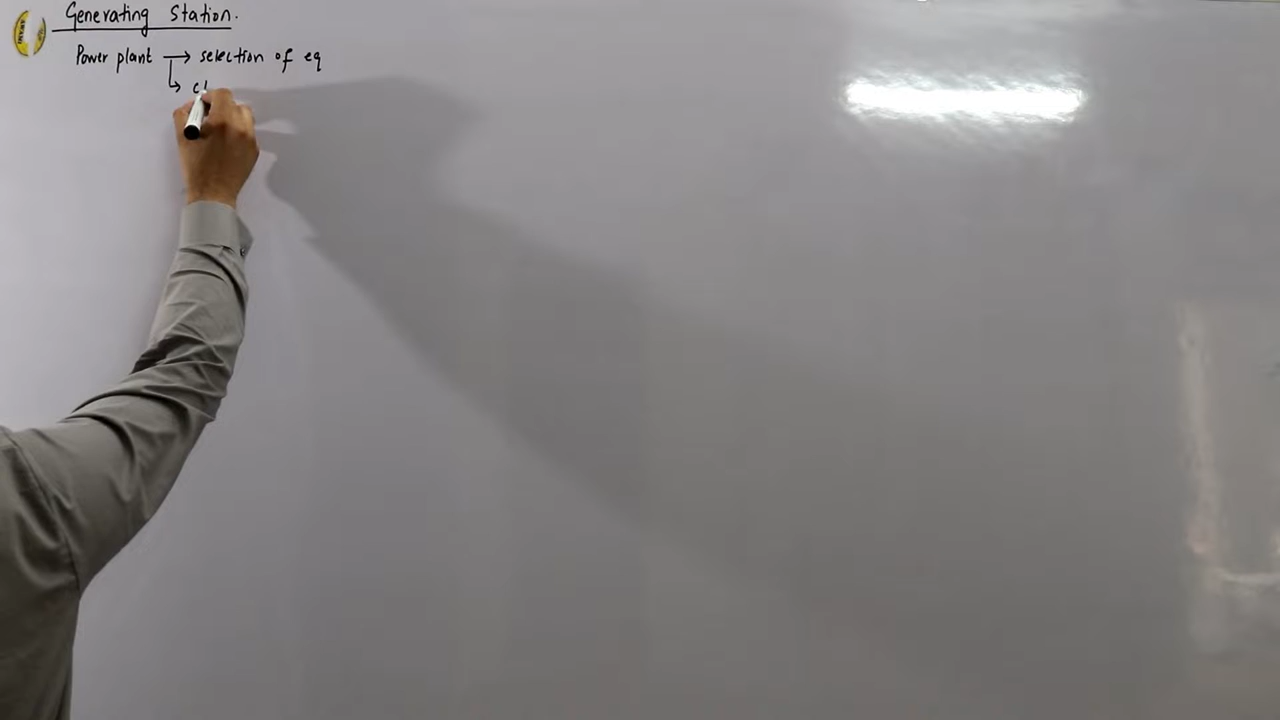 Generating Station.
Power plant → selection of eq
↳